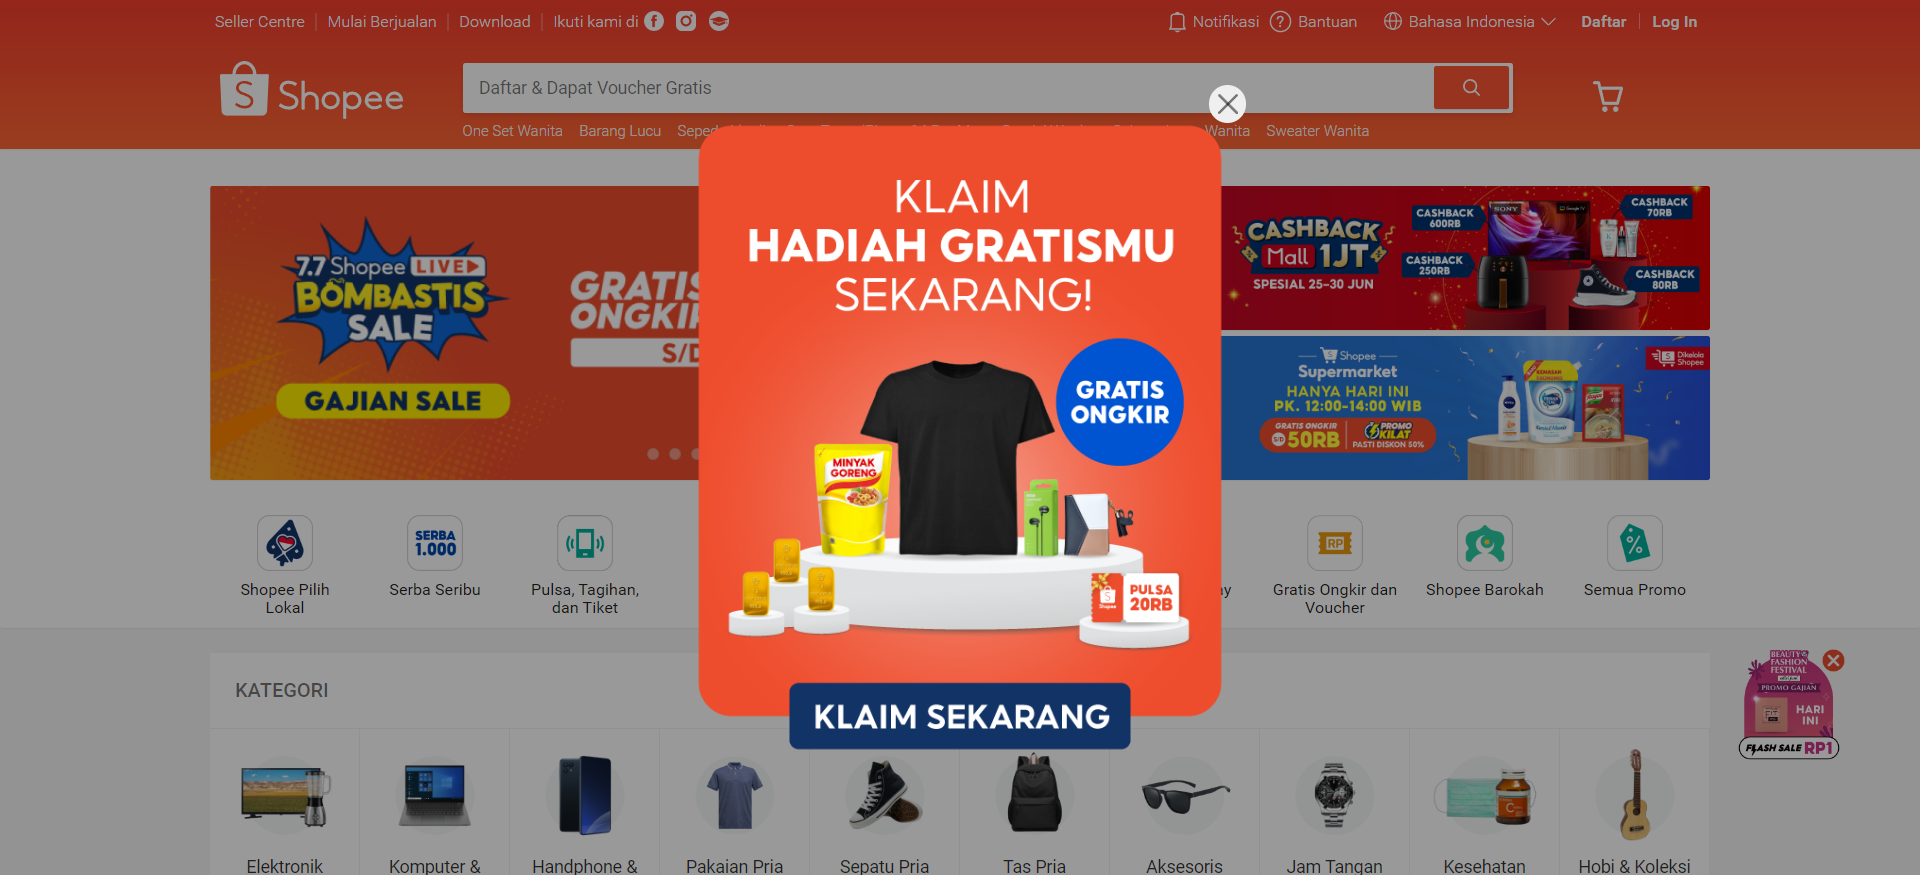 Seller Centre
Mulai Berjualan
Download
Ikuti kami di
Notifikasi
Bantuan
Bahasa Indonesia
Daftar
Log In
Shopee
Daftar & Dapat Voucher Gratis
One Set Wanita
Barang Lucu
Wanita
Sweater Wanita
7.7 Shopee LIVE
BOMBASTIS
SALE
GAJIAN SALE
GRATIS
ONGKIR
S/D
KLAIM
HADIAH GRATISMU
SEKARANG!
GRATIS
ONGKIR
MINYAK
GORENG
Shopee
PULSA
20RB
KLAIM SEKARANG
CASHBACK
Mall 1JT
SPESIAL 25-30 JUN
CASHBACK
600RB
CASHBACK
250RB
SONY
Google TV
CASHBACK
70RB
CASHBACK
80RB
Shopee
Supermarket
HANYA HARI INI
PK. 12:00-14:00 WIB
GRATIS ONGKIR
S/D 50RB
PROMO
KILAT
PASTI DISKON 50%
Dikelola
Shopee
KEMASAN
NIVEA
SERBA
1.000
RP
Shopee Pilih
Lokal
Serba Seribu
Pulsa, Tagihan,
dan Tiket
ay
Gratis Ongkir dan
Voucher
Shopee Barokah
Semua Promo
KATEGORI
BEAUTY &
FASHION
FESTIVAL
PROMO GAJIAN
HARI
INI
FLASH SALE RP1
Elektronik
Komputer &
Handphone &
Pakaian Pria
Sepatu Pria
Tas Pria
Aksesoris
Jam Tangan
Kesehatan
Hobi & Koleksi